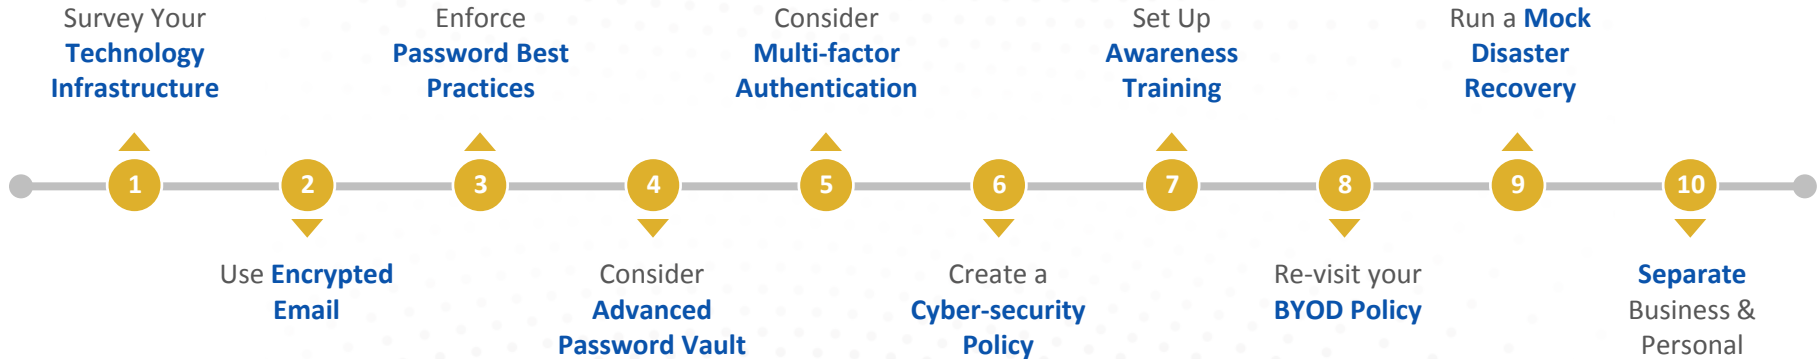 Survey Your
Technology
Infrastructure
Enforce
Password Best
Practices
Consider
Multi-factor
Authentication
Set Up
Awareness
Training
Run a Mock
Disaster
Recovery
1
2
3
4
5
6
7
8
9
10
Use Encrypted
Email
Consider
Advanced
Password Vault
Create a
Cyber-security
Policy
Re-visit your
BYOD Policy
Separate
Business &
Personal